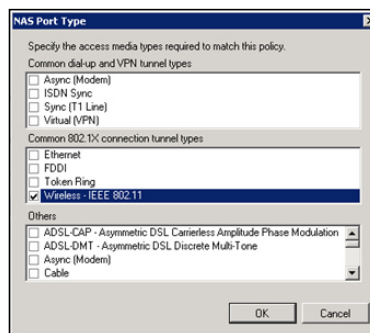 NAS Port Type
Specify the access media types required to match this policy.
Common dial-up and VPN tunnel types
Async (Modem)
ISDN Sync
Sync (T1 Line)
Virtual (VPN)
Common 802.1X connection tunnel types
Ethernet
FDDI
Token Ring
Wireless - IEEE 802.11
Others
ADSL-CAP - Asymmetric DSL Carrierless Amplitude Phase Modulation
ADSL-DMT - Asymmetric DSL Discrete Multi-Tone
Async (Modem)
Cable
OK Cancel